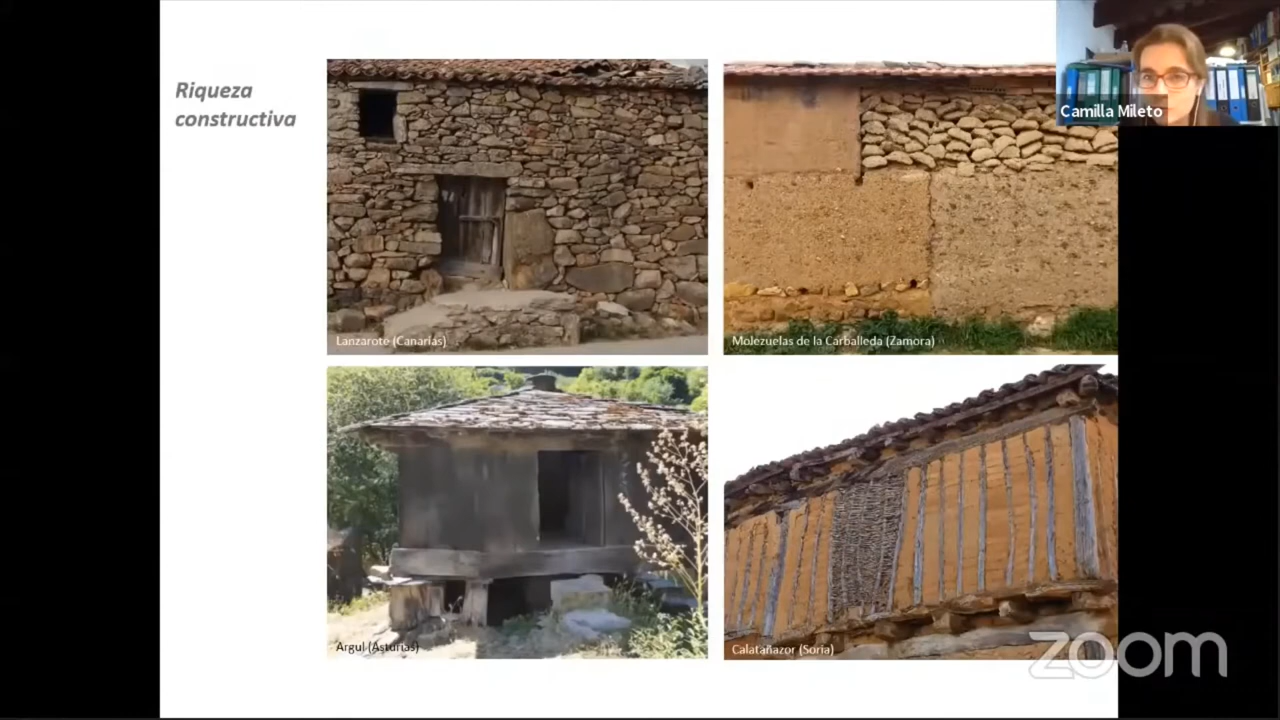 Riqueza
constructiva
Camilla Mileto
Lanzarote (Canarias)
Molezuelas de la Carballeda (Zamora)
Argul (Asturias)
Calatañazor (Soria)
zoom